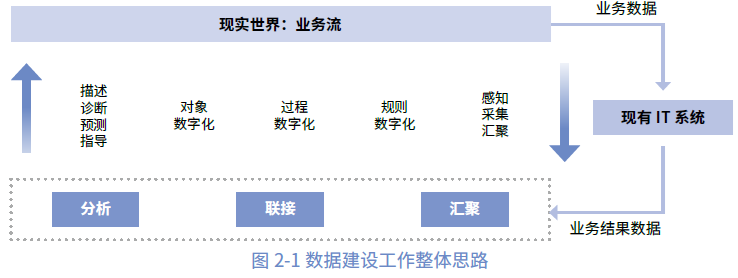 业务数据
现实世界：业务流
描述
诊断
预测
指导
对象
数字化
过程
数字化
规则
数字化
感知
采集
汇聚
现有 IT 系统
分析
联接
汇聚
业务结果数据
图 2-1 数据建设工作整体思路